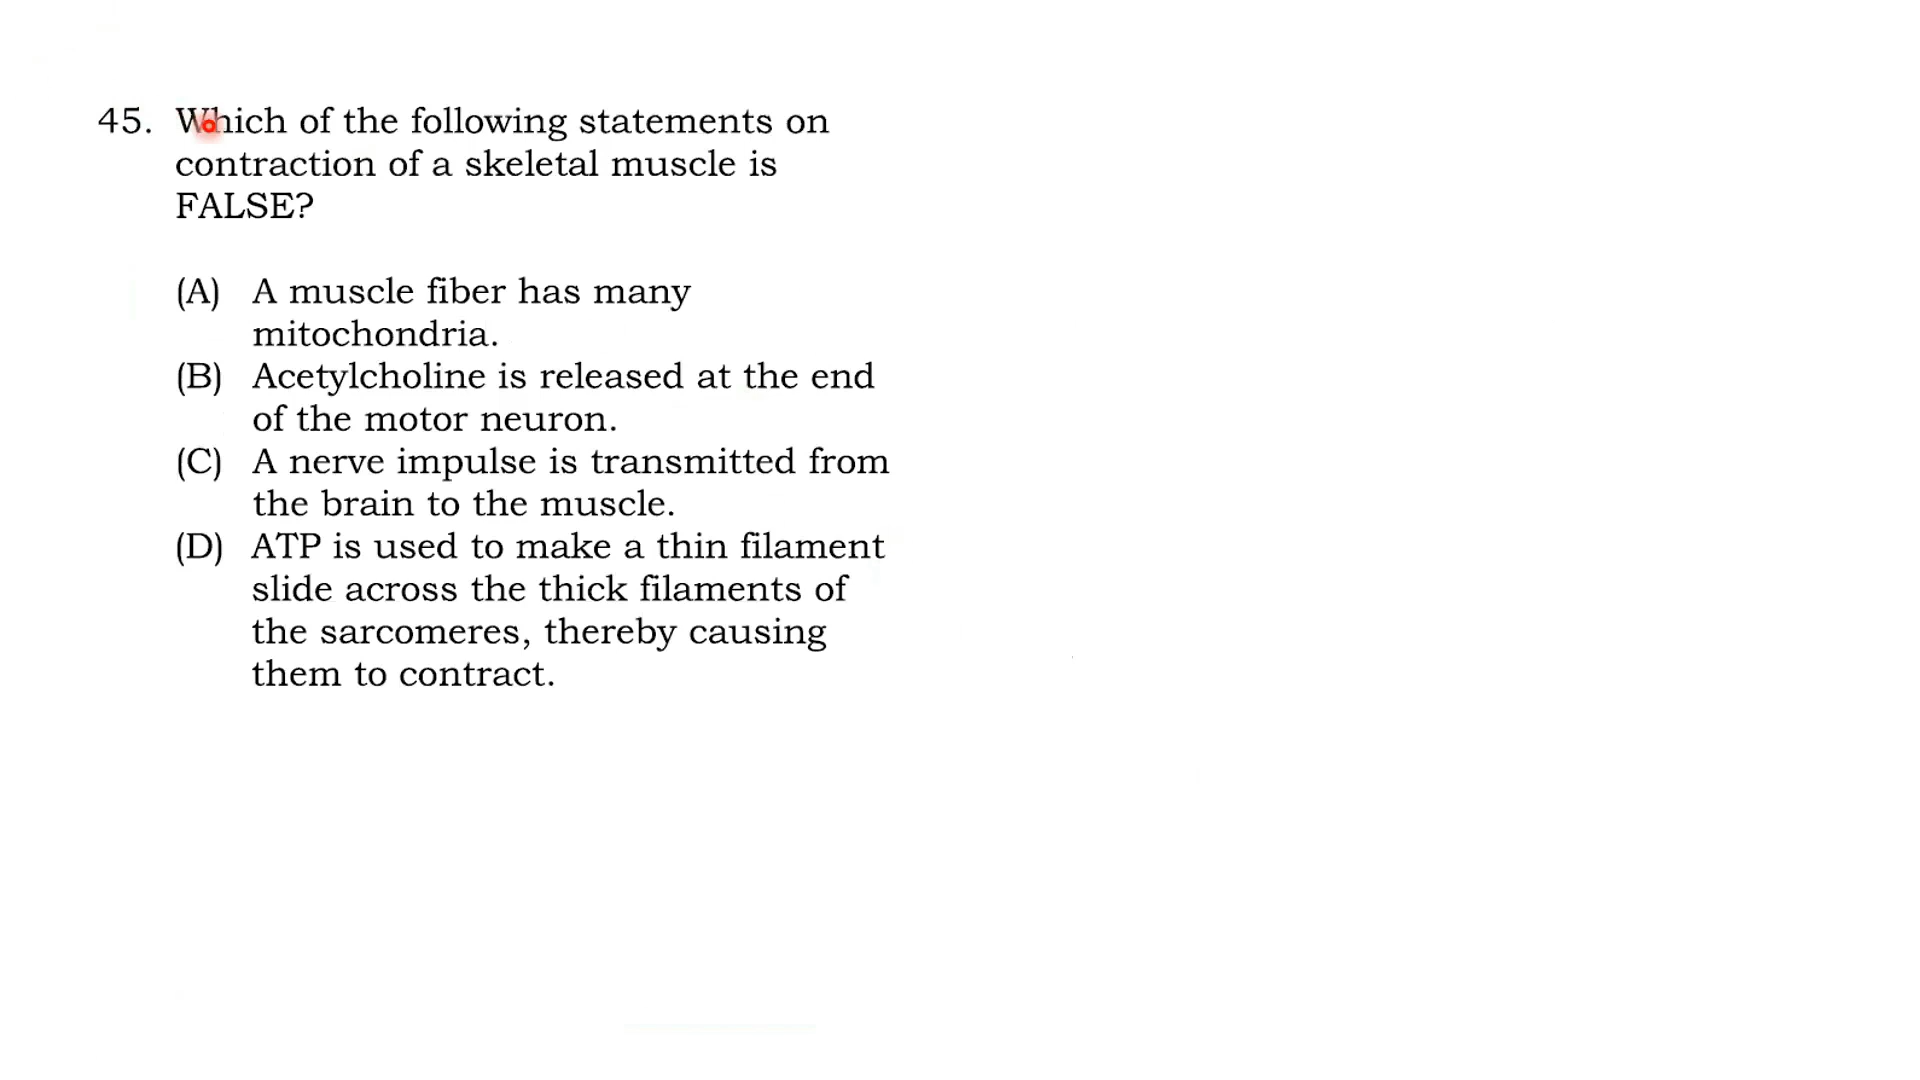 45. Which of the following statements on
contraction of a skeletal muscle is
FALSE?
(A) A muscle fiber has many
mitochondria.
(B) Acetylcholine is released at the end
of the motor neuron.
(C) A nerve impulse is transmitted from
the brain to the muscle.
(D) ATP is used to make a thin filament
slide across the thick filaments of
the sarcomeres, thereby causing
them to contract.